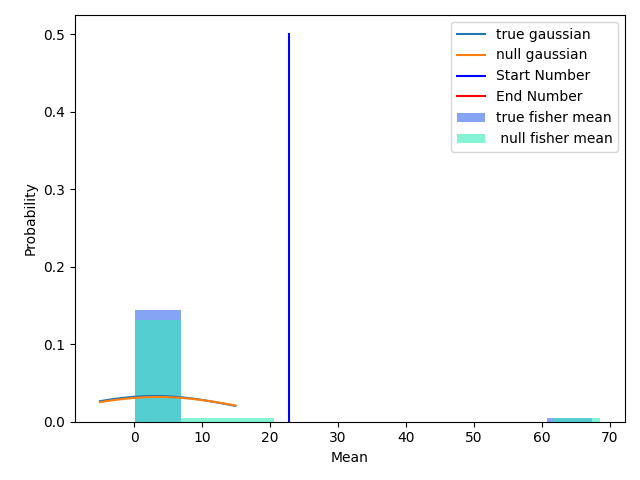 0.5
0.4
0.3
0.2
0.1
0.0
Probability
0 10 20 30 40 50 60 70
Mean
true gaussian
null gaussian
Start Number
End Number
true fisher mean
null fisher mean